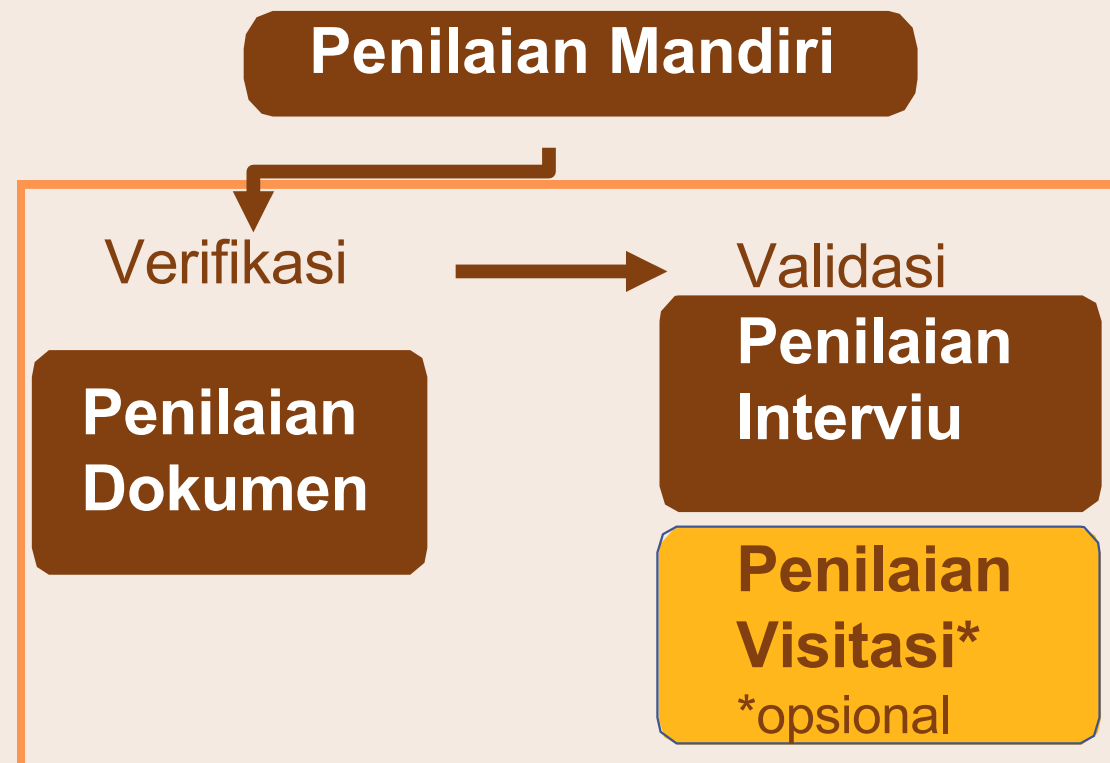 Penilaian Mandiri
Verifikasi
Penilaian
Dokumen
Validasi
Penilaian
Interviu
Penilaian
Visitasi*
*opsional